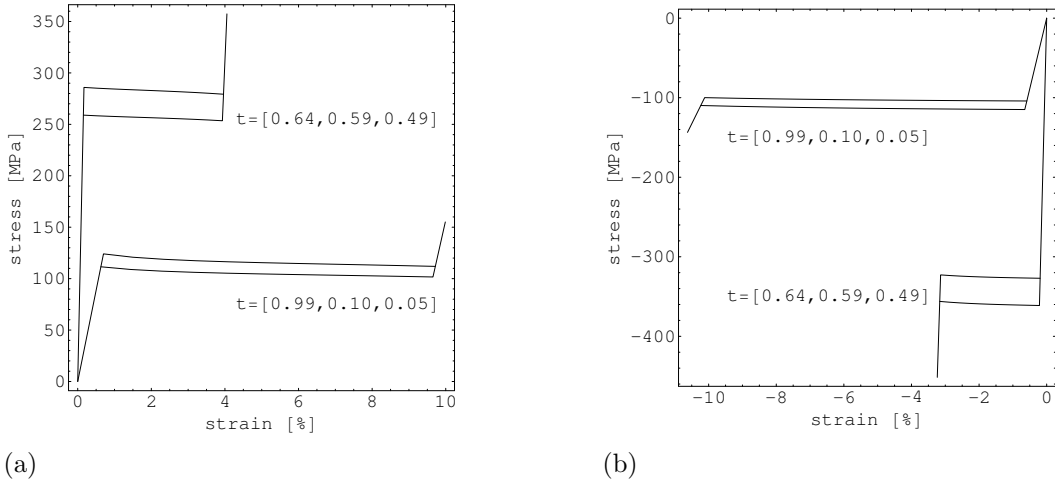 350
300
250
200
150
100
50
0
stress [MPa]
t=[0.64,0.59,0.49]
t=[0.99,0.10,0.05]
0 2 4 6 8 10
strain [%]
(a)
0
−100
−200
−300
−400
stress [MPa]
t=[0.99,0.10,0.05]
t=[0.64,0.59,0.49]
−10 −8 −6 −4 −2 0
strain [%]
(b)